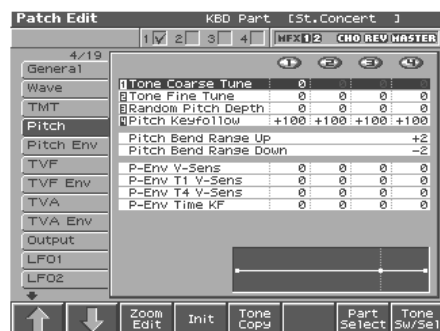 Patch Edit KBD Part [St.Concert ]
1 2 3 4 MFX 1 2 CHO REV MASTER
4/19
General
Wave
TMT
Pitch
Pitch Env
TVF
TVF Env
TVA
TVA Env
Output
LFO1
LFO2
1 2 3 4
1 Tone Coarse Tune 0 0 0 0
2 Tone Fine Tune 0 0 0 0
3 Random Pitch Depth 0 0 0 0
4 Pitch Keyfollow +100 +100 +100 +100
Pitch Bend Range Up +2
Pitch Bend Range Down -2
P-Env V-Sens 0 0 0 0
P-Env T1 V-Sens 0 0 0 0
P-Env T4 V-Sens 0 0 0 0
P-Env Time KF 0 0 0 0
Zoom Edit Init Tone Copy Part Select Tone Sw/Sel